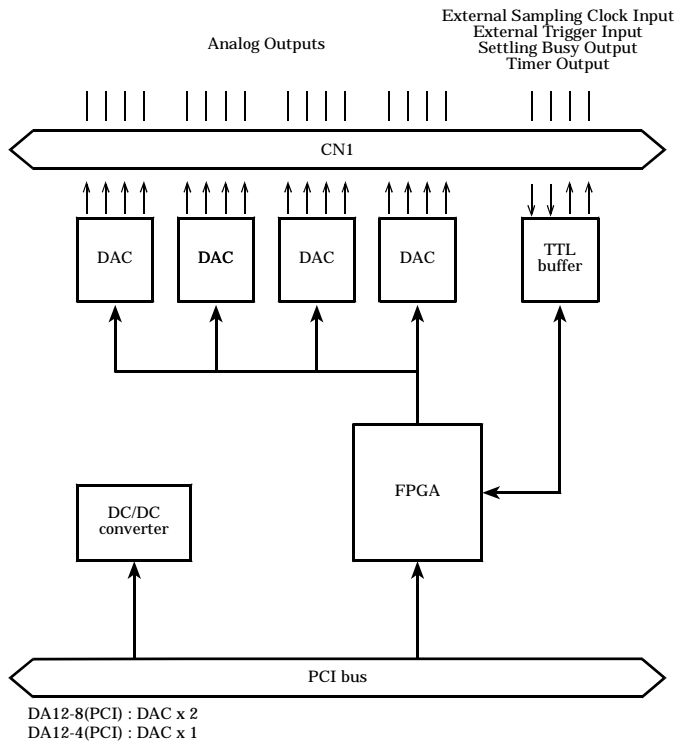 External Sampling Clock Input
External Trigger Input
Settling Busy Output
Timer Output
Analog Outputs
CN1
DAC
DAC
DAC
DAC
TTL
buffer
FPGA
DC/DC
converter
PCI bus
DA12-8(PCI) : DAC x 2
DA12-4(PCI) : DAC x 1